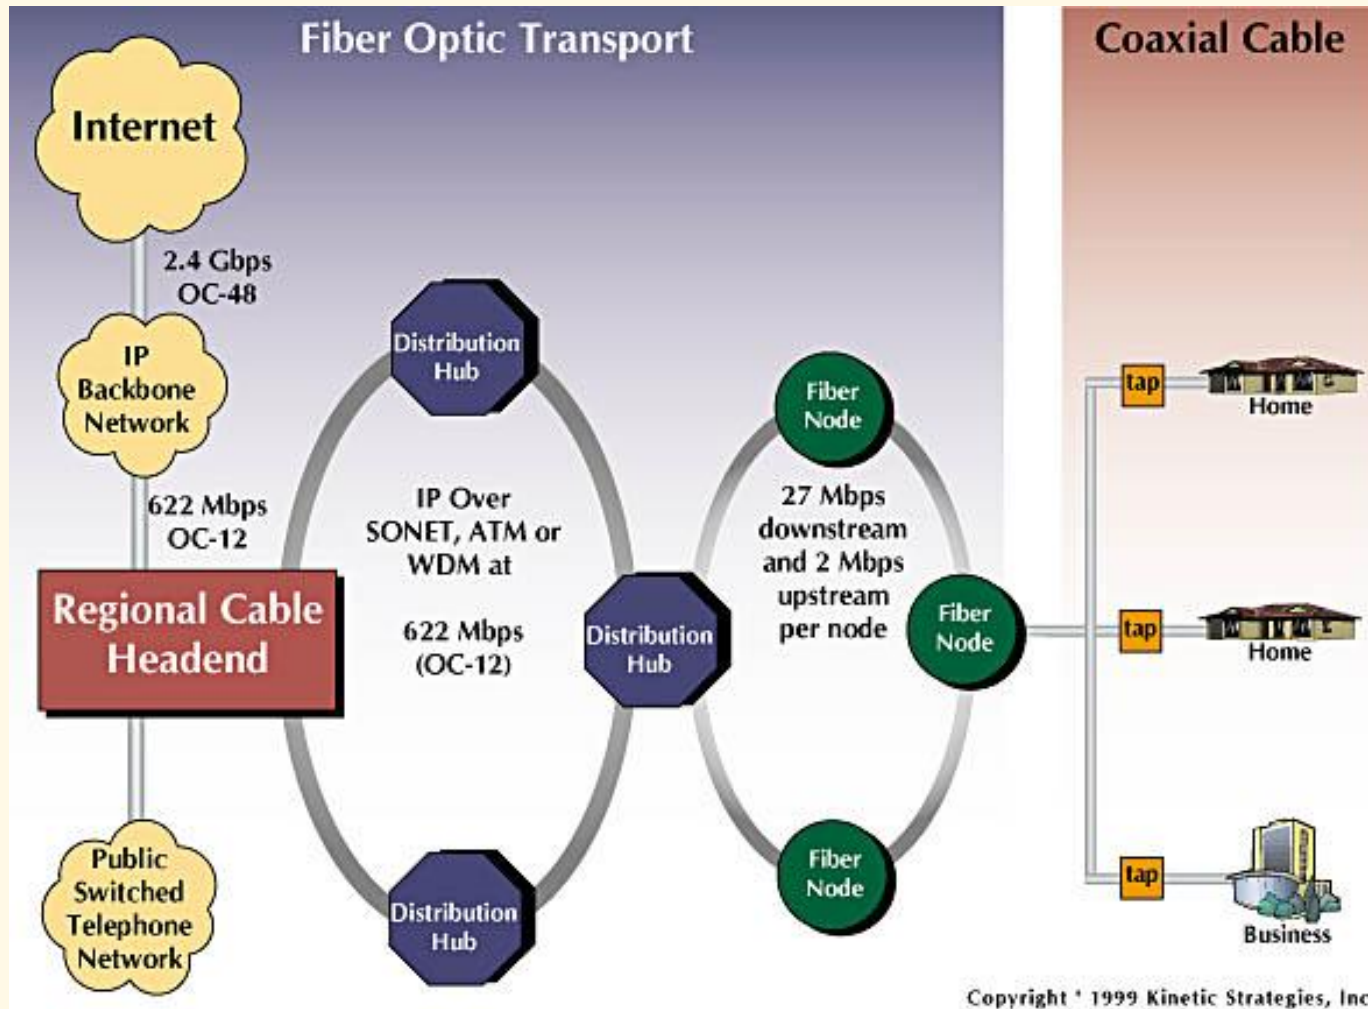 Fiber Optic Transport
Coaxial Cable
Internet
2.4 Gbps
OC-48
IP
Backbone
Network
622 Mbps
OC-12
Regional Cable
Headend
Public
Switched
Telephone
Network
Distribution
Hub
IP Over
SONET, ATM or
WDM at
622 Mbps
(OC-12)
Distribution
Hub
Distribution
Hub
Fiber
Node
27 Mbps
downstream
and 2 Mbps
upstream
per node
Fiber
Node
Fiber
Node
tap
Home
tap
Home
tap
Business
Copyright * 1999 Kinetic Strategies, Inc